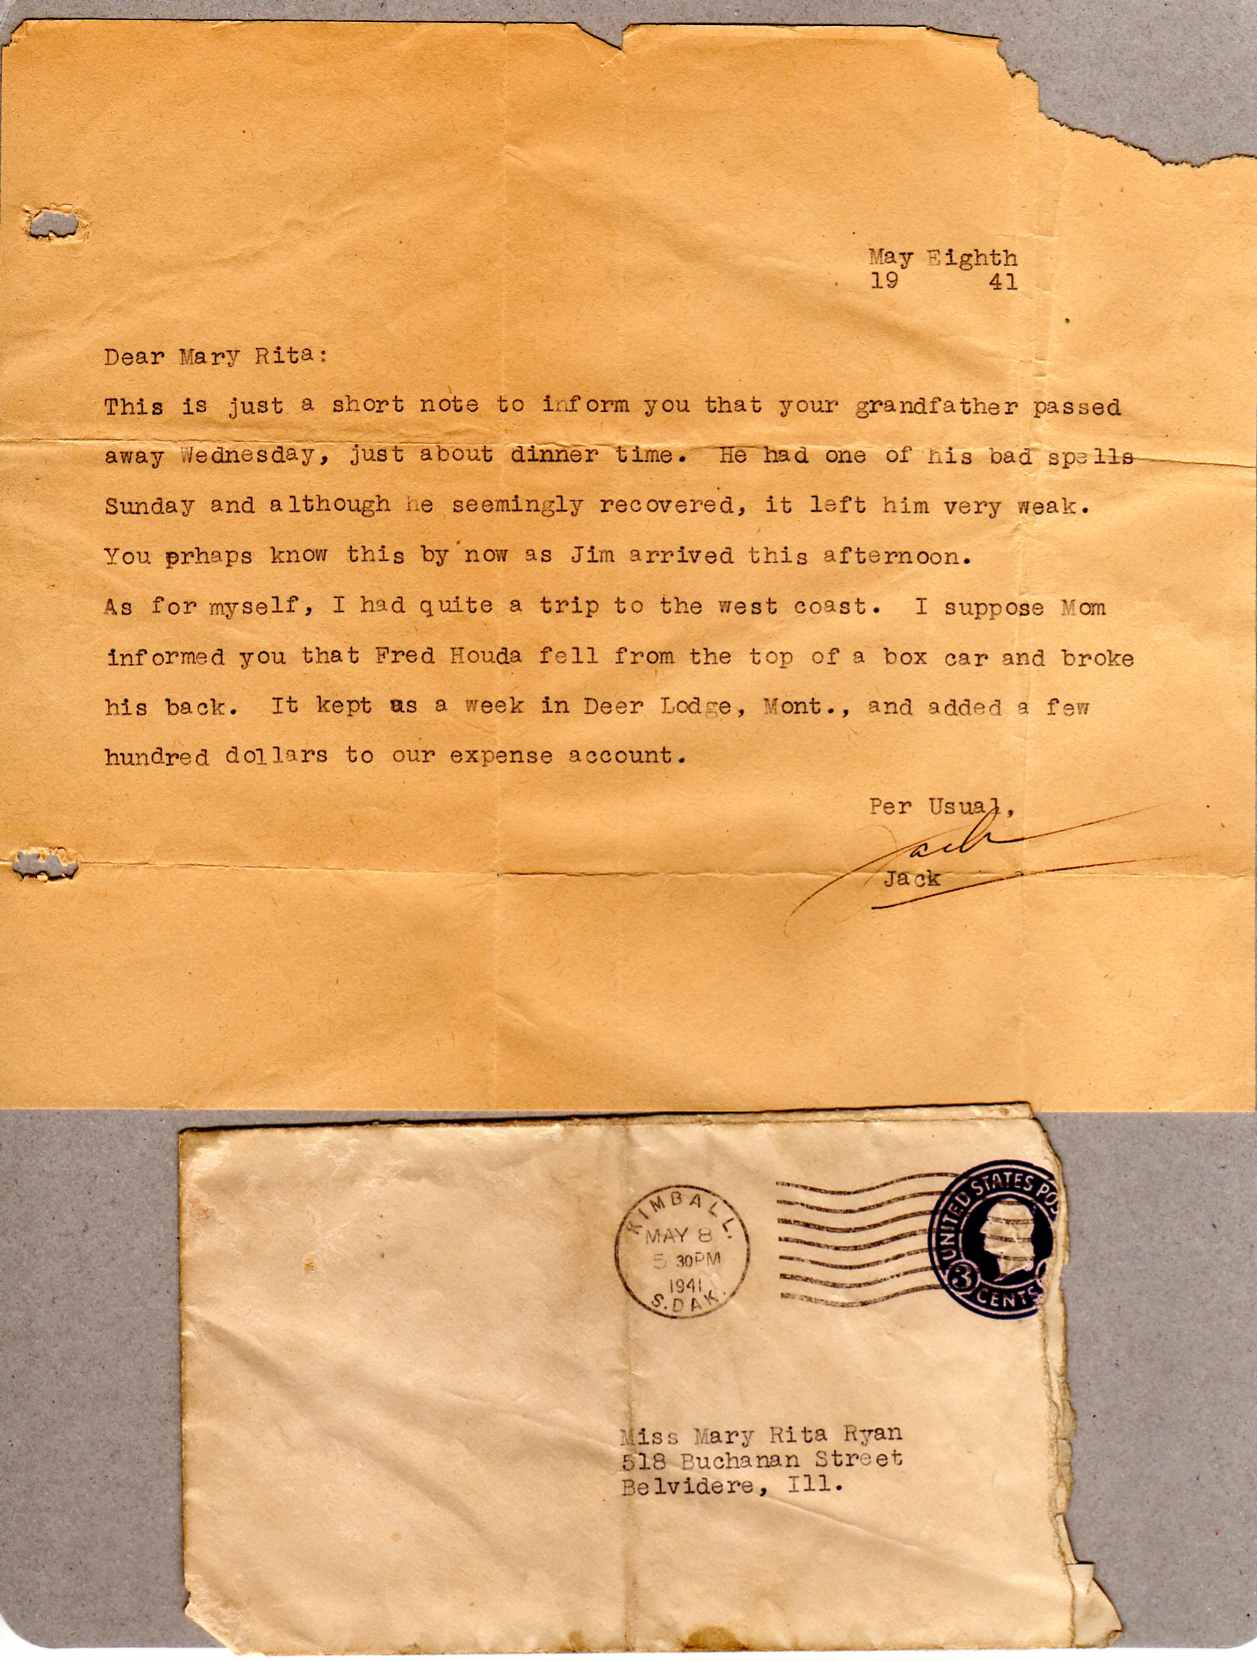 May Eighth
19 41
Dear Mary Rita:
This is just a short note to inform you that your grandfather passed
away Wednesday, just about dinner time. He had one of his bad spells
Sunday and although he seemingly recovered, it left him very weak.
You prhaps know this by now as Jim arrived this afternoon.
As for myself, I had quite a trip to the west coast. I suppose Mom
informed you that Fred Houda fell from the top of a box car and broke
his back. It kept us a week in Deer Lodge, Mont., and added a few
hundred dollars to our expense account.
Per Usual,
Jack
Jack
KIMBALL.
MAY 8
5 30PM
1941
S. DAK.
UNITED STATES POS
3 CENTS
Miss Mary Rita Ryan
518 Buchanan Street
Belvidere, Ill.